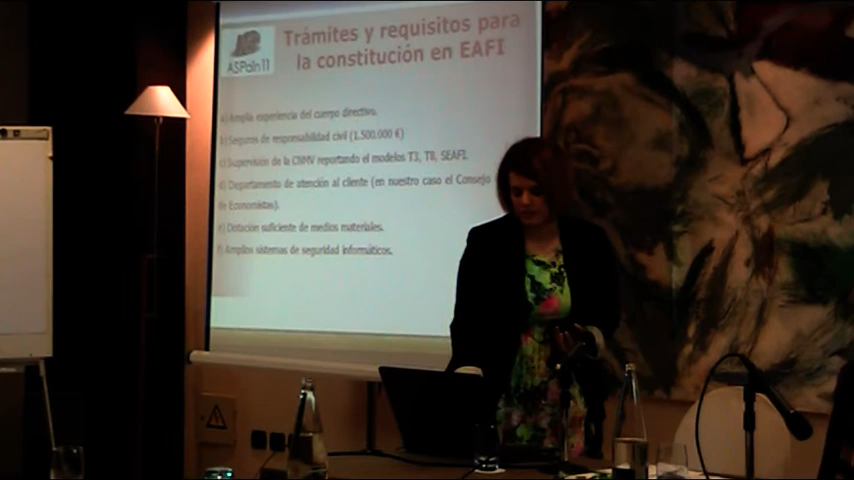 ASPain11
Trámites y requisitos para
la constitución en EAFI
a) Amplia experiencia del cuerpo directivo.
b) Seguros de responsabilidad civil (1.500.000 €)
c) Supervisión de la CNMV reportando el modelos T3, T8, SEAFI.
d) Departamento de atención al cliente (en nuestro caso el Consejo
de Economistas).
e) Dotación suficiente de medios materiales.
f) Amplios sistemas de seguridad informáticos.